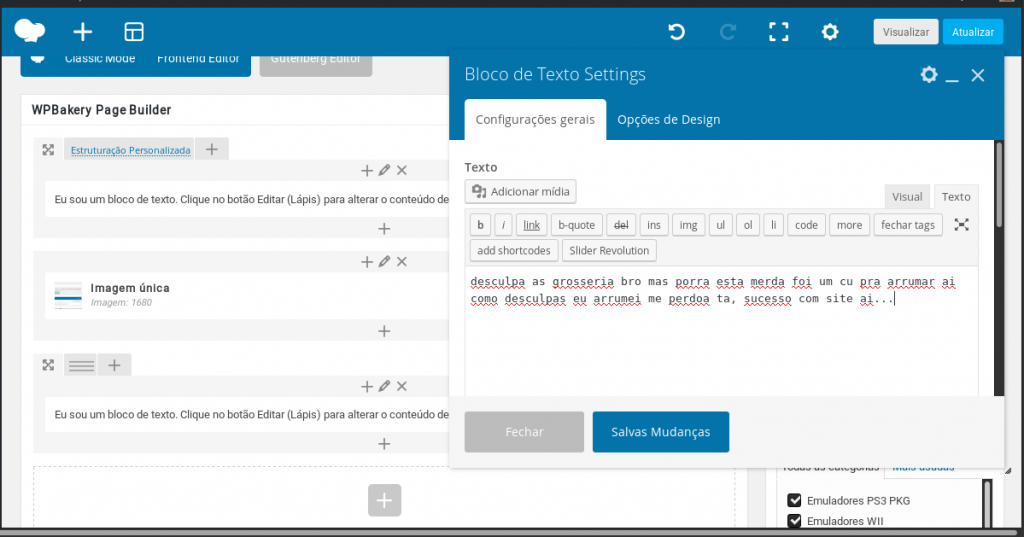 Visualizar
Atualizar
Classic Mode
Frontend Editor
Gutenberg Editor
WPBakery Page Builder
Estruturação Personalizada
Eu sou um bloco de texto. Clique no botão Editar (Lápis) para alterar o conteúdo de
Imagem única
Imagem: 1680
Eu sou um bloco de texto. Clique no botão Editar (Lápis) para alterar o conteúdo de
Bloco de Texto Settings
Configurações gerais
Opções de Design
Texto
Adicionar mídia
Visual
Texto
b
i
link
b-quote
del
ins
img
ul
ol
li
code
more
fechar tags
add shortcodes
Slider Revolution
desculpa as grosseria bro mas porra esta merda foi um cu pra arrumar ai
como desculpas eu arrumei me perdoa ta, sucesso com site ai...
Fechar
Salvas Mudanças
Todas as categorias
Mais usadas
Emuladores PS3 PKG
Emuladores WII